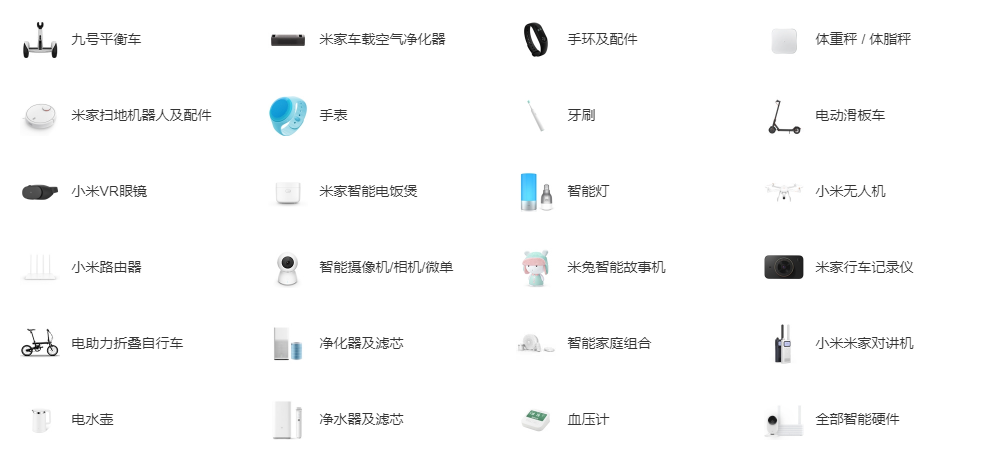 九号平衡车
米家车载空气净化器
手环及配件
体重秤 / 体脂秤
米家扫地机器人及配件
手表
牙刷
电动滑板车
小米VR眼镜
米家智能电饭煲
智能灯
小米无人机
小米路由器
智能摄像机/相机/微单
米兔智能故事机
米家行车记录仪
电助力折叠自行车
净化器及滤芯
智能家庭组合
小米米家对讲机
电水壶
净水器及滤芯
血压计
全部智能硬件